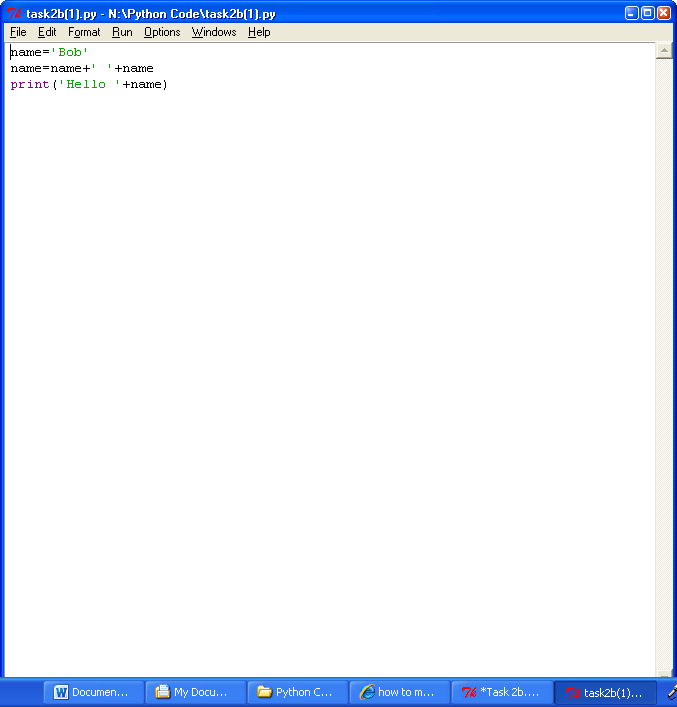 task2b(1).py - N:\Python Code\task2b(1).py
File Edit Format Run Options Windows Help
name='Bob'
name=name+' '+name
print('Hello '+name)
Documen... My Docu... Python C... how to m... *Task 2b.... task2b(1)...